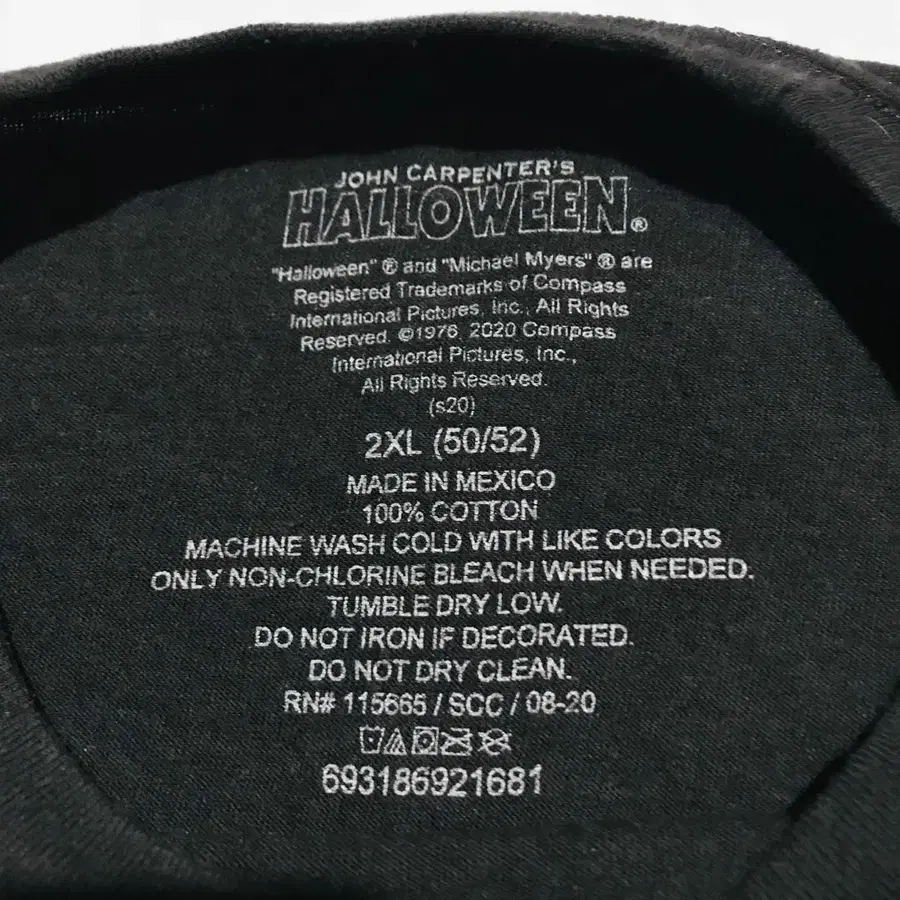 JOHN CARPENTER'S
HALLOWEEN®
"Halloween" ® and "Michael Myers" ® are
Registered Trademarks of Compass
International Pictures, Inc., All Rights
Reserved. ©1978, 2020 Compass
International Pictures, Inc.,
All Rights Reserved.
(s20)
2XL (50/52)
MADE IN MEXICO
100% COTTON
MACHINE WASH COLD WITH LIKE COLORS
ONLY NON-CHLORINE BLEACH WHEN NEEDED.
TUMBLE DRY LOW.
DO NOT IRON IF DECORATED.
DO NOT DRY CLEAN.
RN# 115665 / SCC / 08-20
693186921681